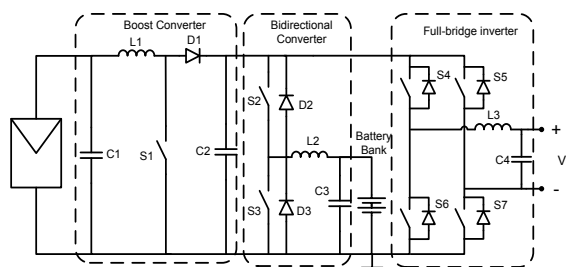 Boost Converter
Bidirectional
Converter
Full-bridge inverter
L1
D1
S4
S5
S2
D2
L3
+
L2
Battery
Bank
C1
S1
C2
C4
V
C3
-
S3
D3
S6
S7